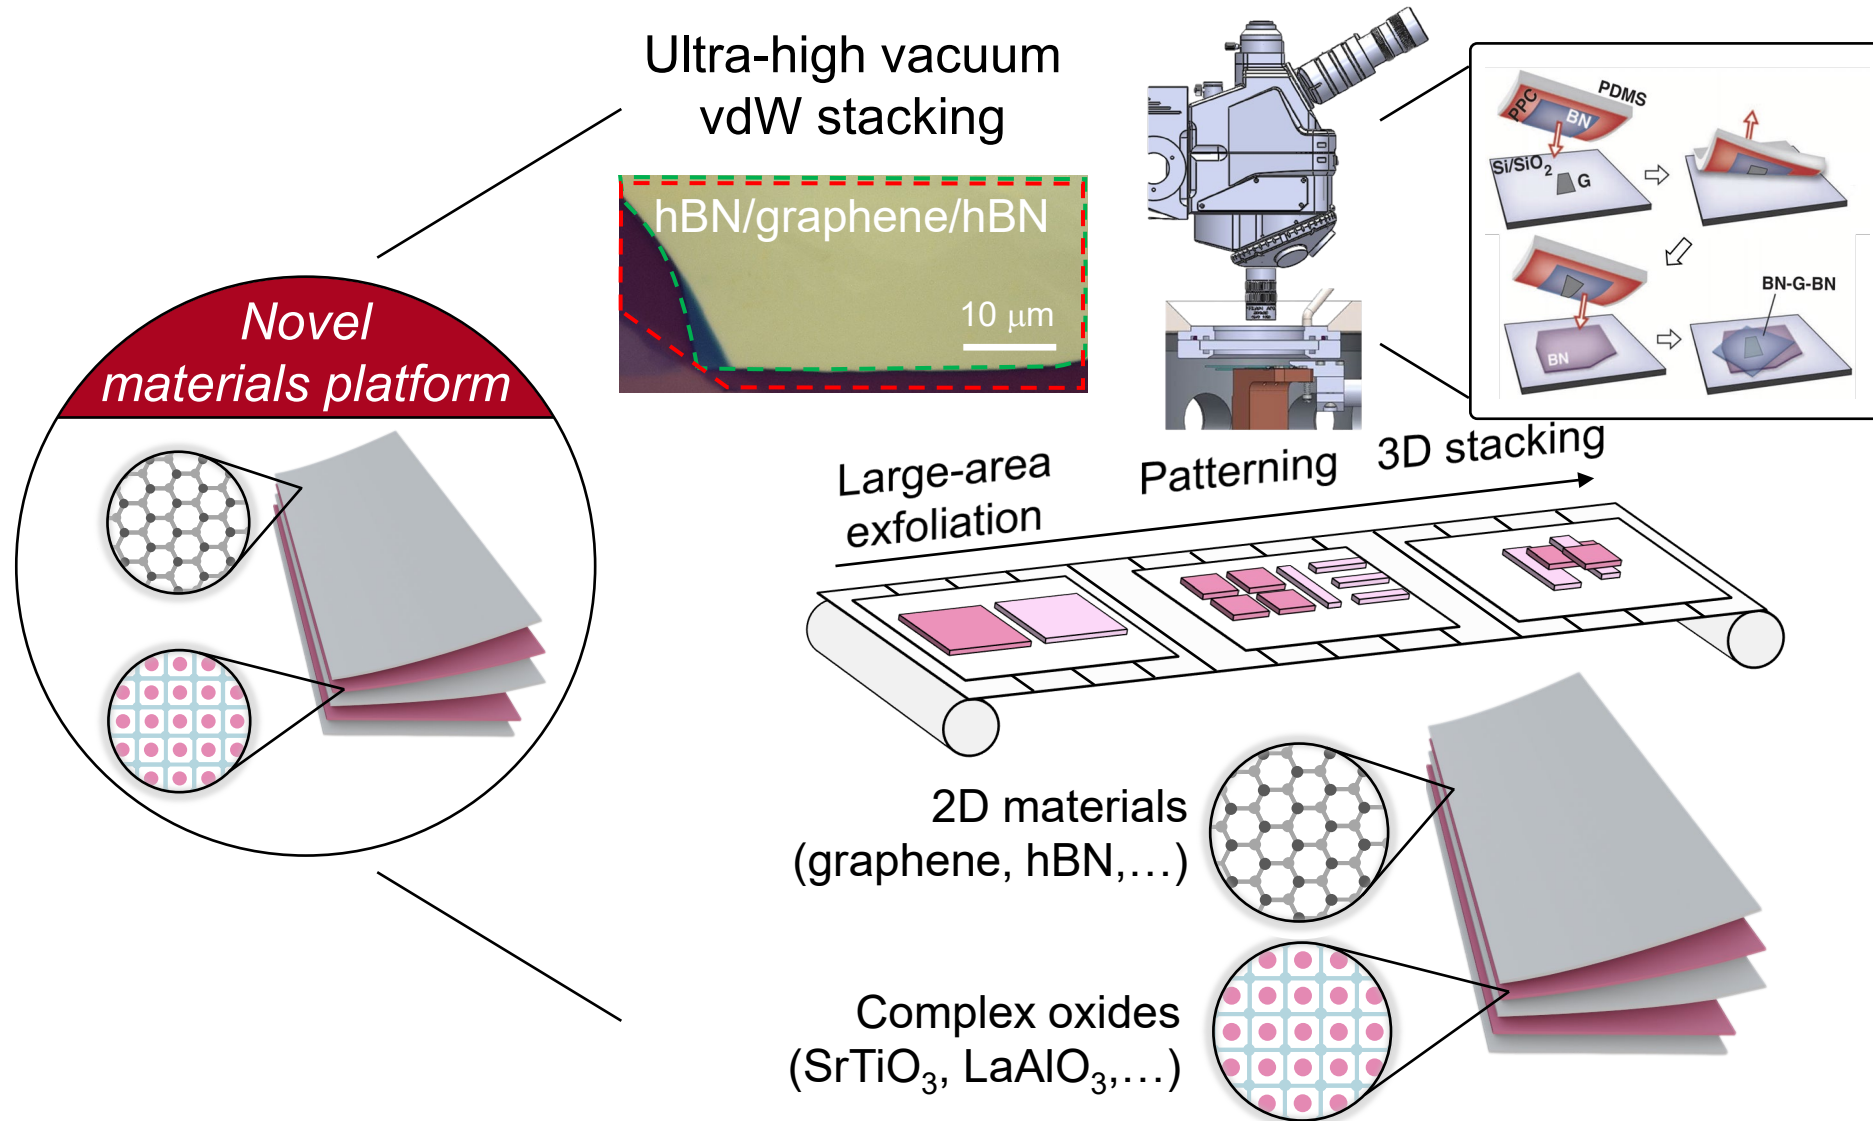 Ultra-high vacuum
vdW stacking
hBN/graphene/hBN
10 μm
PPC
PDMS
BN
Si/SiO2
G
BN
BN-G-BN
Novel
materials platform
Large-area
exfoliation
Patterning
3D stacking
2D materials
(graphene, hBN,…)
Complex oxides
(SrTiO3, LaAlO3,…)